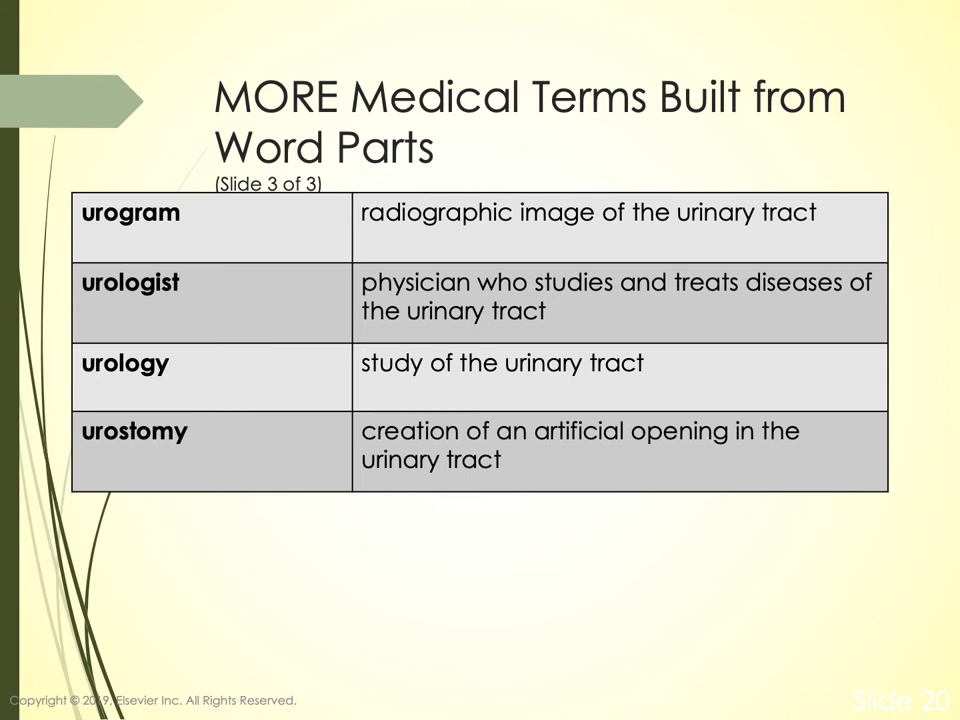 MORE Medical Terms Built from
Word Parts
(Slide 3 of 3)
urogram
radiographic image of the urinary tract
urologist
physician who studies and treats diseases of
the urinary tract
urology
study of the urinary tract
urostomy
creation of an artificial opening in the
urinary tract
Copyright © 2019, Elsevier Inc. All Rights Reserved.
Slide 20